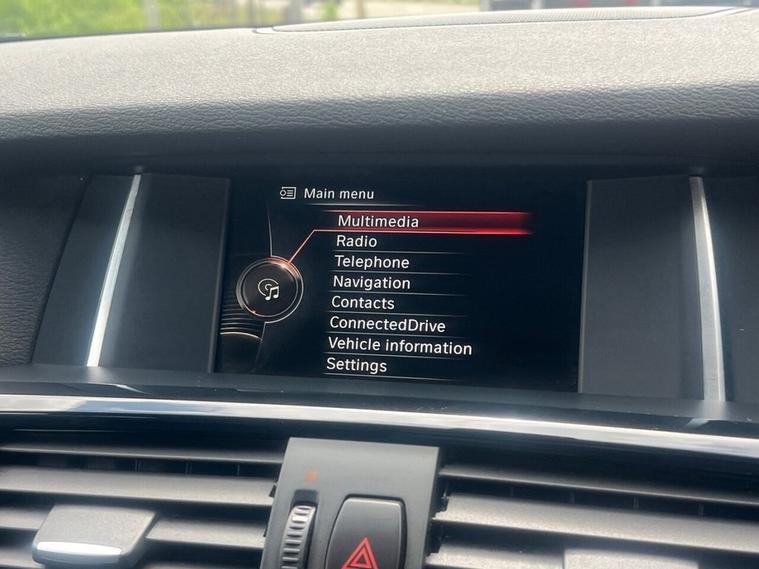 Main menu
Multimedia
Radio
Telephone
Navigation
Contacts
ConnectedDrive
Vehicle information
Settings